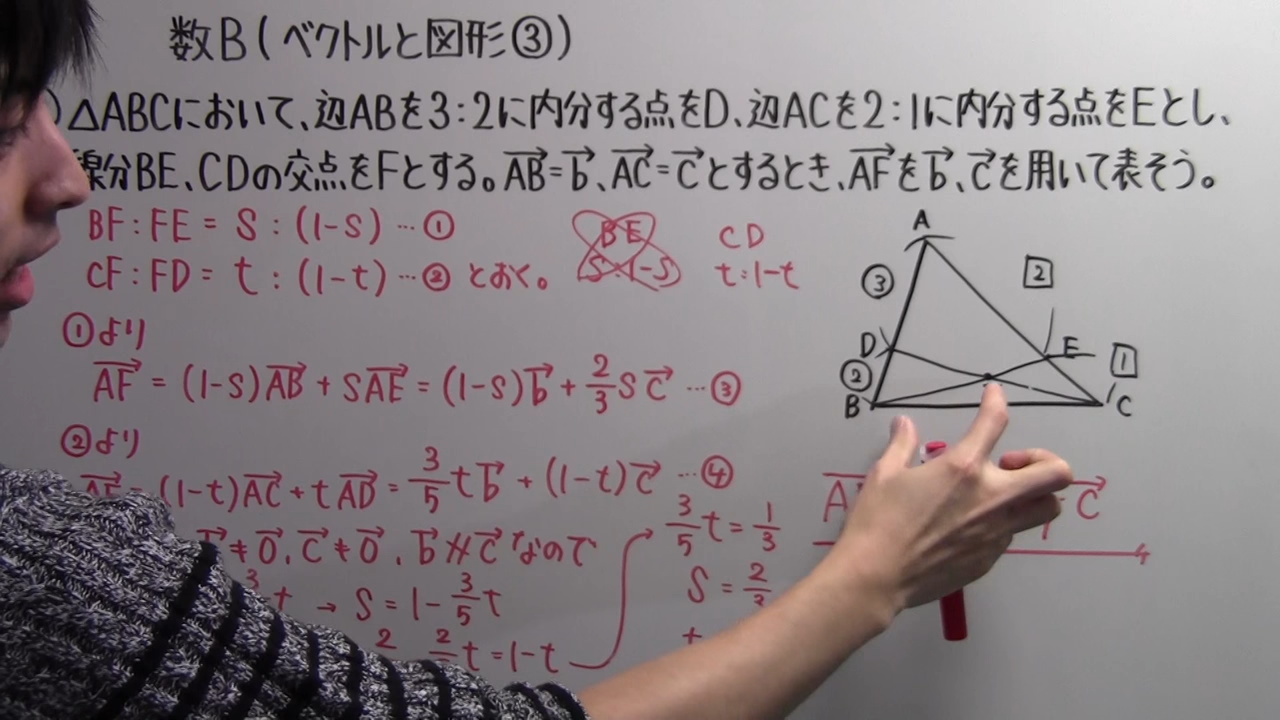 数B(ベクトルと図形③)
△ABCにおいて、辺ABを3:2に内分する点をD、辺ACを2:1に内分する点をEとし、
線分BE、CDの交点をFとする。AB=b、AC=cとするとき、AFをb、cを用いて表そう。
BF:FE = S:(1-S) … ①
CF:FD = t:(1-t) … ② とおく。
BE
S:1-S
CD
t:1-t
①より
AF = (1-S)AB + SAE = (1-S)b + 2/3 S c … ③
②より
AF = (1-t)AC + tAD = 3/5 t b + (1-t)c … ④
b≠0, c≠0, b∦cなので
t → S = 1 - 3/5 t
t = 1-t
3/5 t = 1/3
S = 2/3
A
③
2
D
E
②
1
B
C
c